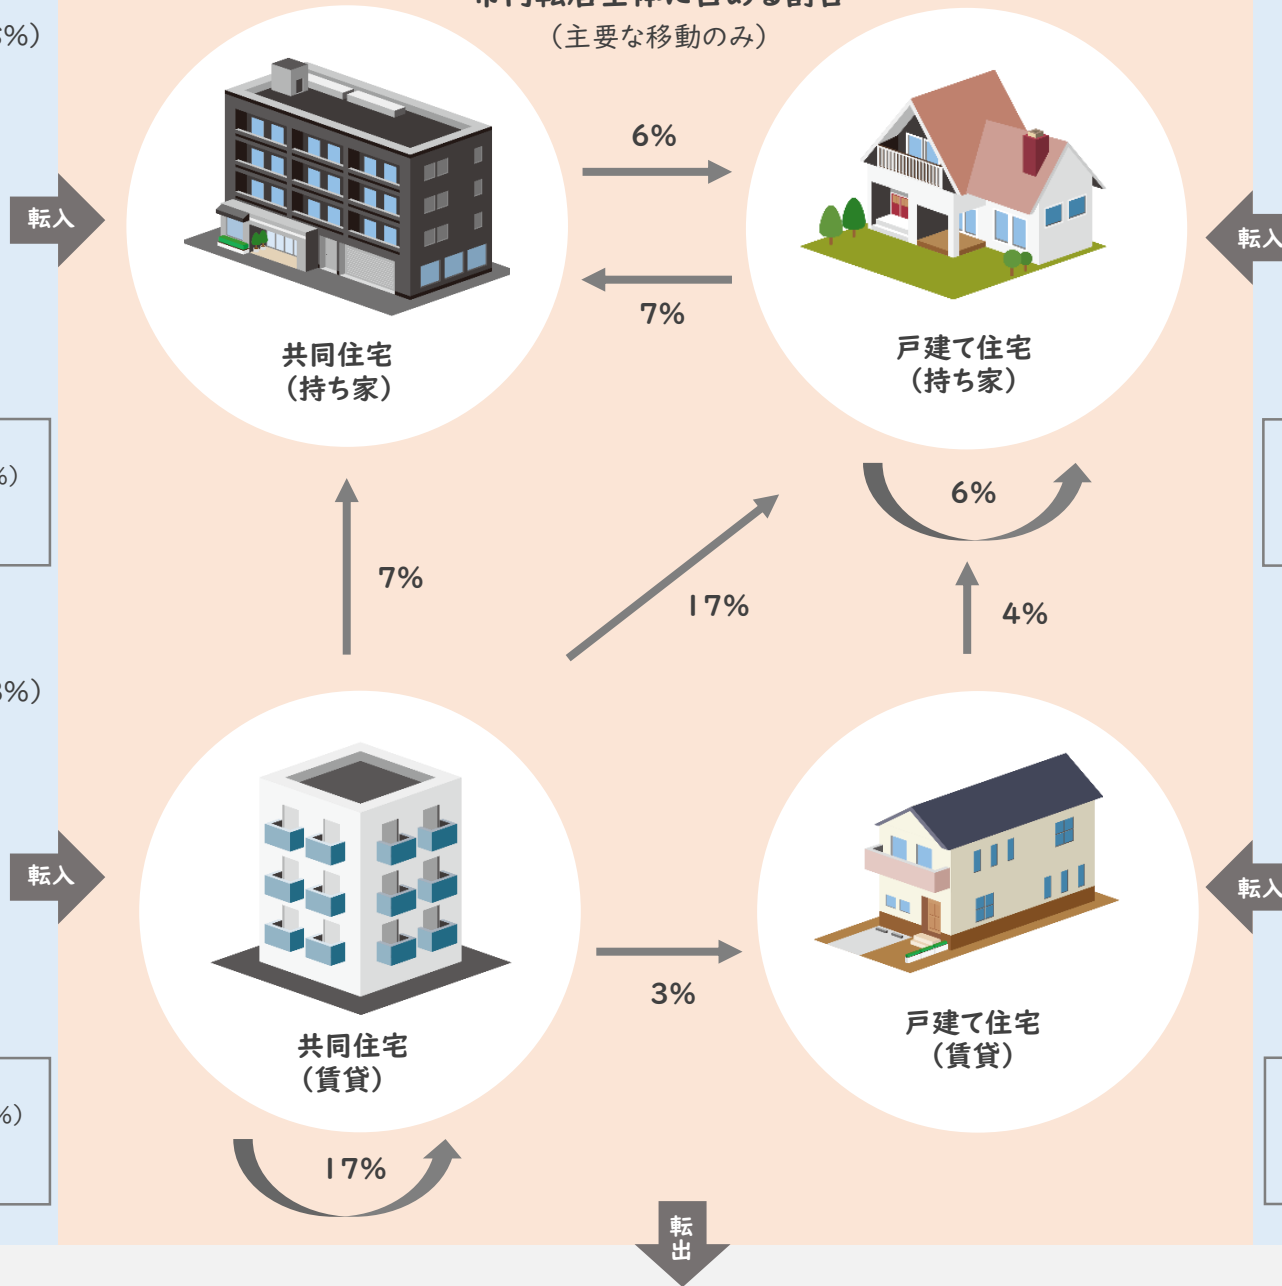 （主要な移動のみ）
%）
6%
転入
転入
7%
共同住宅
（持ち家）
戸建て住宅
（持ち家）
%）
6%
7%
17%
4%
%）
転入
転入
3%
共同住宅
（賃貸）
戸建て住宅
（賃貸）
%）
17%
転
出